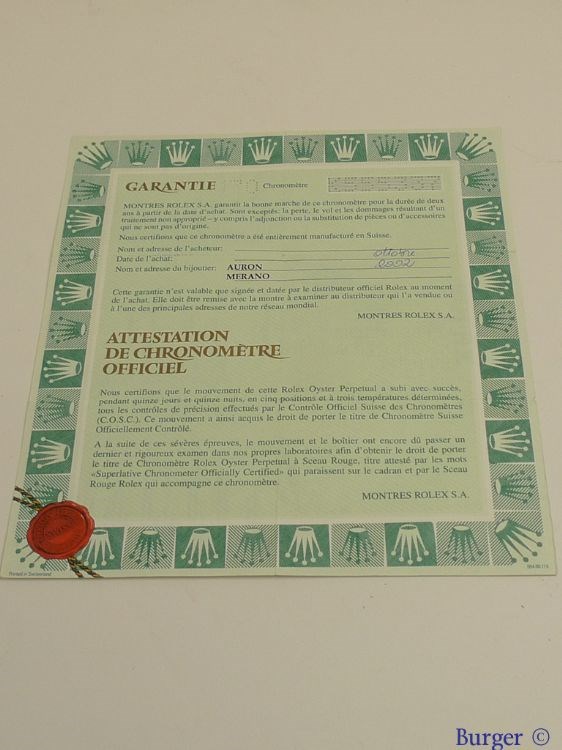 GARANTIE Chronomètre
MONTRES ROLEX S.A. garantit la bonne marche de ce chronomètre pour la durée de deux
ans à partir de la date d'achat. Sont exceptés: la perte, le vol et les dommages résultant d'un
traitement non approprié – y compris l'adjonction ou la substitution de pièces ou d'accessoires
qui ne sont pas d'origine.
Nous certifions que ce chronomètre a été entièrement manufacturé en Suisse.
Nom et adresse de l'acheteur:
Date de l'achat: ottobre
2002
Nom et adresse du bijoutier: AURON
MERANO
Cette garantie n'est valable que signée et datée par le distributeur officiel Rolex au moment
de l'achat. Elle doit être remise avec la montre à examiner au distributeur qui l'a vendue ou
à l'une des principales adresses de notre réseau mondial.
MONTRES ROLEX S.A.
ATTESTATION
DE CHRONOMÈTRE
OFFICIEL
Nous certifions que le mouvement de cette Rolex Oyster Perpetual a subi avec succès,
pendant quinze jours et quinze nuits, en cinq positions et à trois températures déterminées,
tous les contrôles de précision effectués par le Contrôle Officiel Suisse des Chronomètres
(C.O.S.C.). Ce mouvement a ainsi acquis le droit de porter le titre de Chronomètre Suisse
Officiellement Contrôlé.
A la suite de ces sévères épreuves, le mouvement et le boîtier ont encore dû passer un
dernier et rigoureux examen dans nos propres laboratoires afin d'obtenir le droit de porter
le titre de Chronomètre Rolex Oyster Perpetual à Sceau Rouge, titre attesté par les mots
«Superlative Chronometer Officially Certified» qui paraissent sur le cadran et par le Sceau
Rouge Rolex qui accompagne ce chronomètre.
MONTRES ROLEX S.A.
Printed in Switzerland
Burger ©